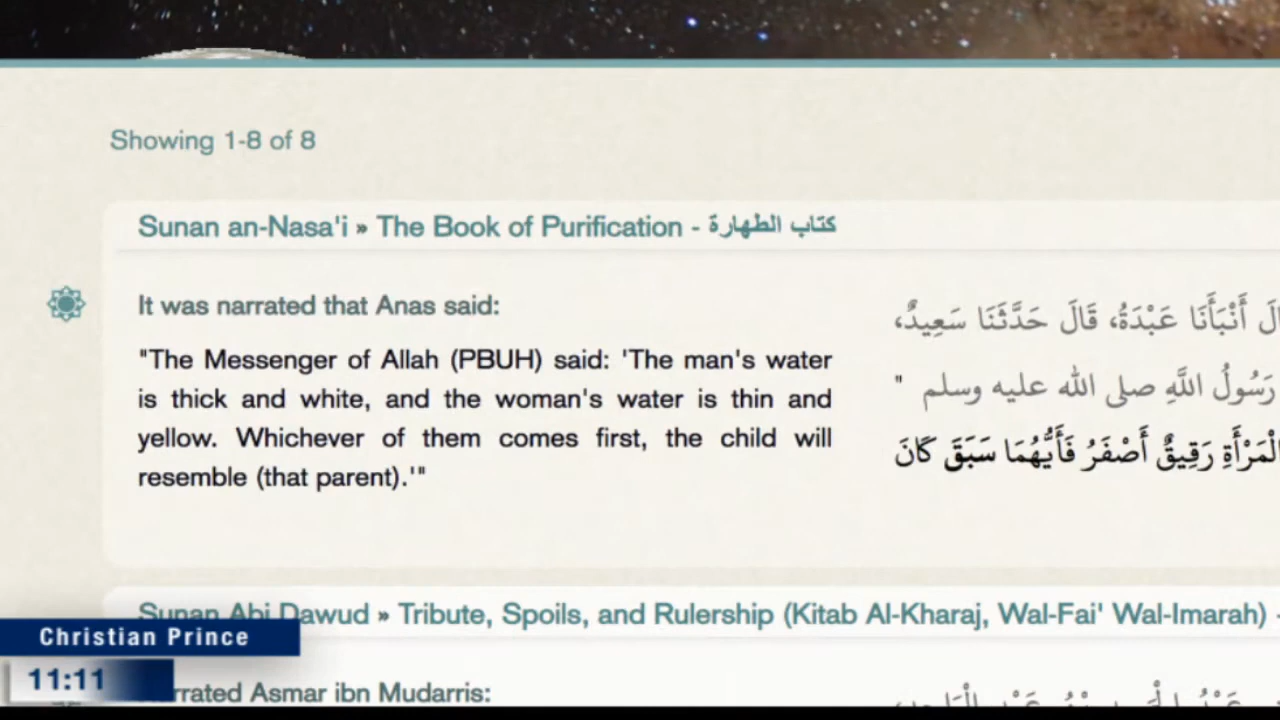 Showing 1-8 of 8
Sunan an-Nasa'i » The Book of Purification - كتاب الطهارة
It was narrated that Anas said:
"The Messenger of Allah (PBUH) said: 'The man's water
is thick and white, and the woman's water is thin and
yellow. Whichever of them comes first, the child will
resemble (that parent).'"
أَنْبَأَنَا عَبْدَةُ، قَالَ حَدَّثَنَا سَعِيدٌ،
رَسُولُ اللَّهِ صلى الله عليه وسلم "
الْمَرْأَةِ رَقِيقٌ أَصْفَرُ فَأَيُّهُمَا سَبَقَ كَانَ
Sunan Abi Dawud » Tribute, Spoils, and Rulership (Kitab Al-Kharaj, Wal-Fai' Wal-Imarah) -
Christian Prince
11:11
Asmar ibn Mudarris: